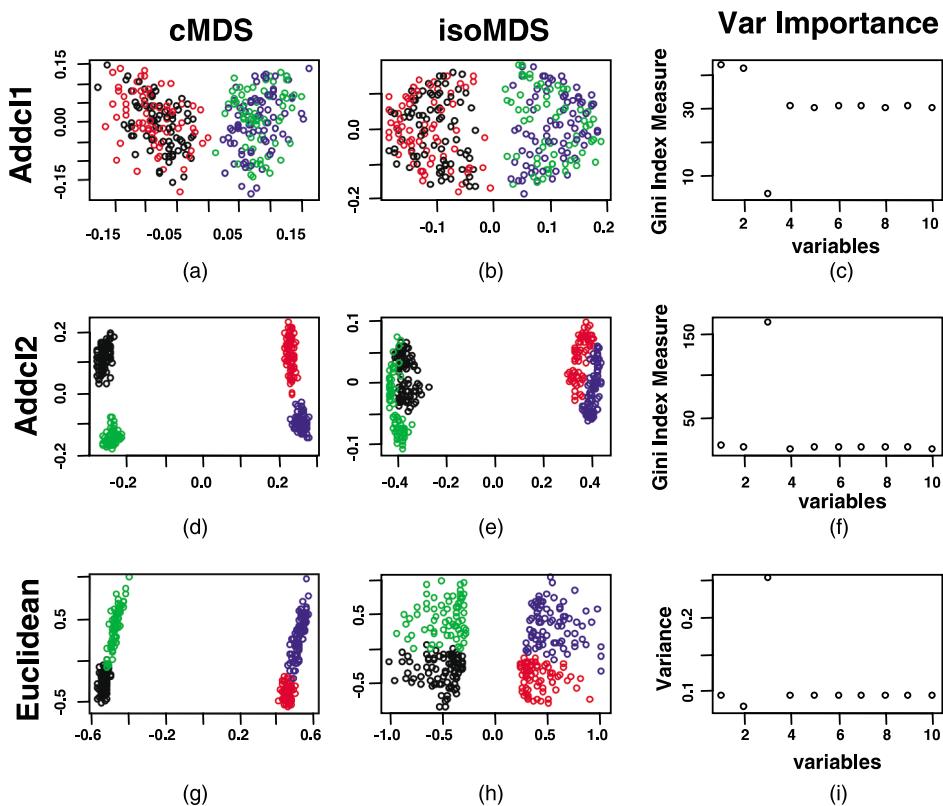 cMDS
isoMDS
Var Importance
Addcl1
0.15
0.00
-0.15
-0.15
-0.05
0.05
0.15
(a)
0.2
0.0
-0.2
-0.1
0.0
0.1
0.2
(b)
Gini Index Measure
30
10
2
4
6
8
10
variables
(c)
Addcl2
0.2
0.0
-0.2
-0.2
0.0
0.2
(d)
0.1
0
-0.1
-0.4
-0.2
0.0
0.2
0.4
(e)
Gini Index Measure
150
50
2
4
6
8
10
variables
(f)
Euclidean
0.5
-0.5
-0.6
-0.2
0.2
0.6
(g)
0.5
-0.5
-1.0
-0.5
0.0
0.5
1.0
(h)
Variance
0.2
0.1
2
4
6
8
10
variables
(i)